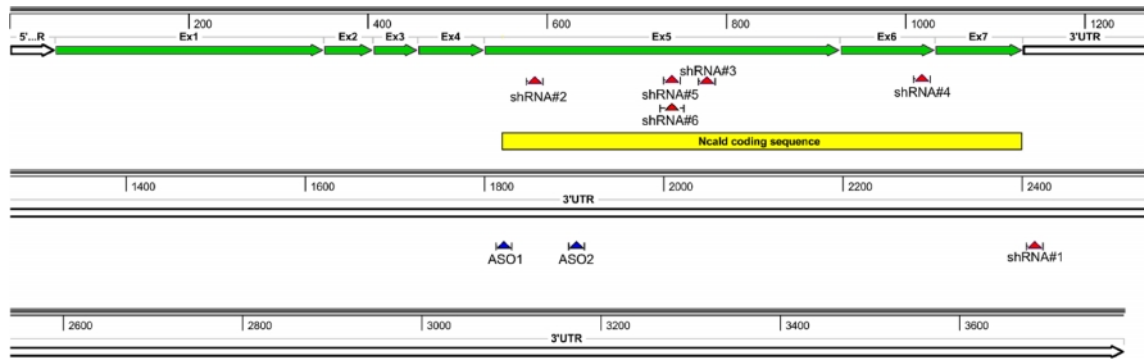 200 400 600 800 1000 1200
5'...R Ex1 Ex2 Ex3 Ex4 Ex5 Ex6 Ex7 3'UTR
shRNA#3
shRNA#2 shRNA#5 shRNA#4
shRNA#6
Ncald coding sequence
1400 1600 1800 2000 2200 2400
3'UTR
ASO1 ASO2 shRNA#1
2600 2800 3000 3200 3400 3600
3'UTR